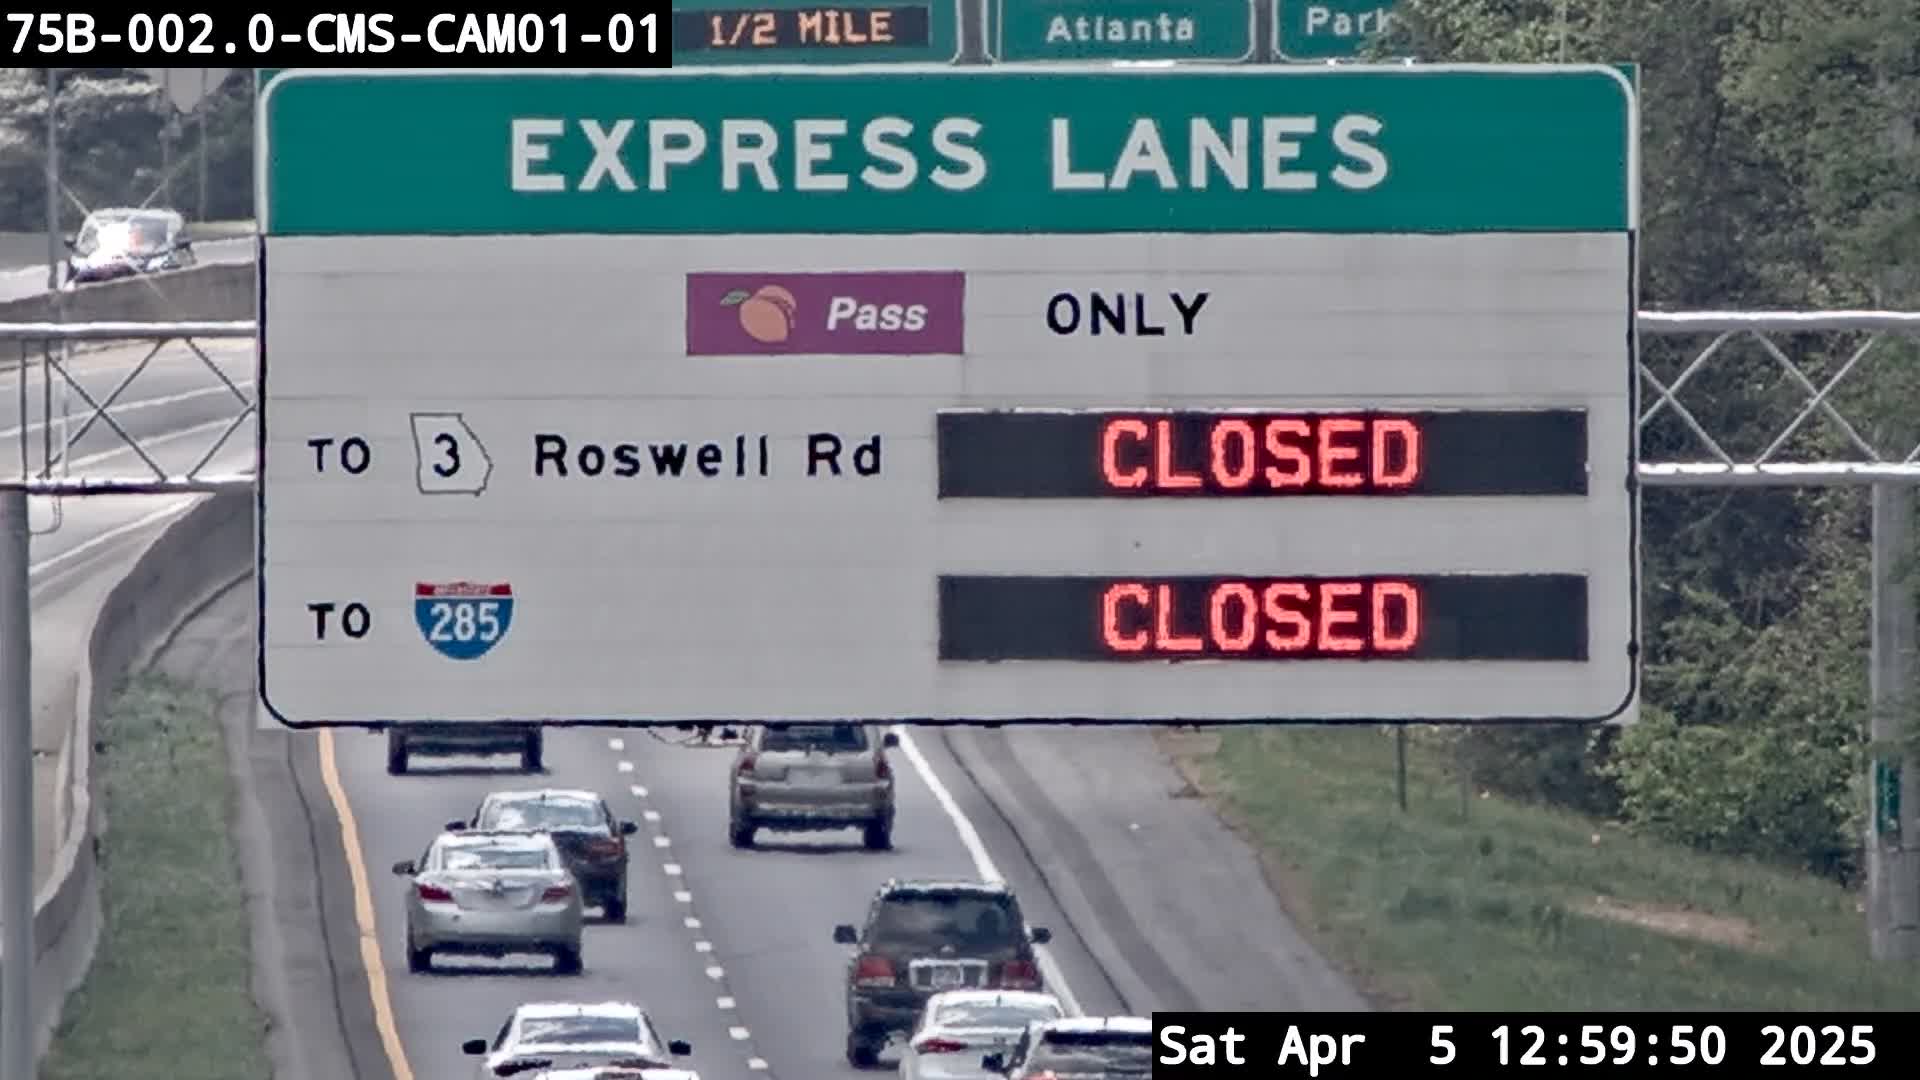 75B-002.0-CMS-CAM01-01
1/2 MILE
Atlanta
Park
EXPRESS LANES
Pass ONLY
TO 3 Roswell Rd CLOSED
TO 285 CLOSED
Sat Apr 5 12:59:50 2025